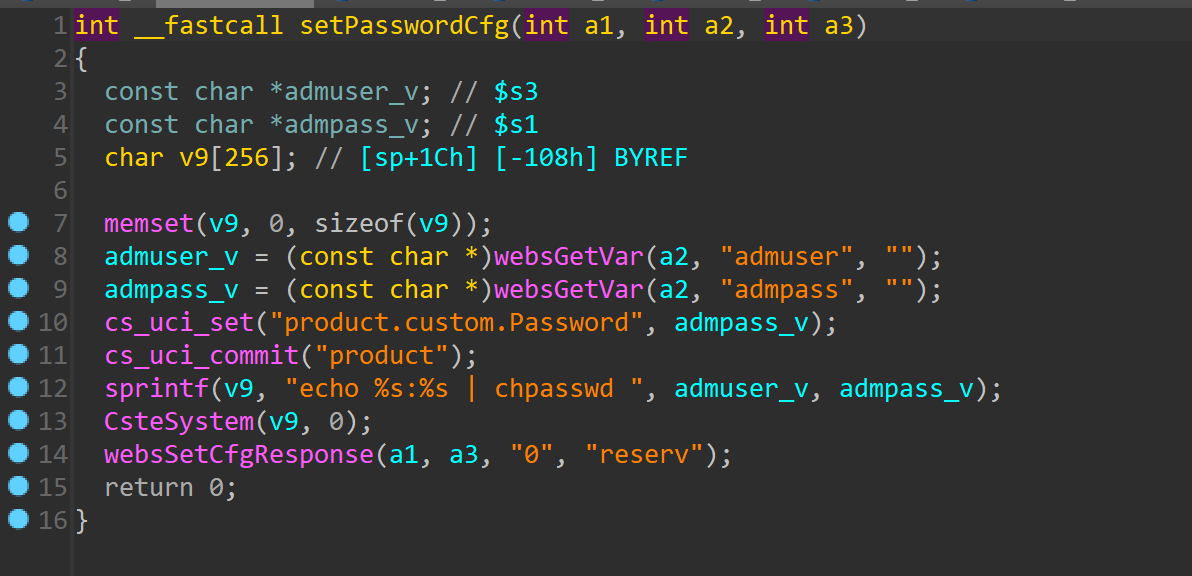 1 int __fastcall setPasswordCfg(int a1, int a2, int a3)
2 {
3   const char *admuser_v; // $s3
4   const char *admpass_v; // $s1
5   char v9[256]; // [sp+1Ch] [-108h] BYREF
6
7   memset(v9, 0, sizeof(v9));
8   admuser_v = (const char *)websGetVar(a2, "admuser", "");
9   admpass_v = (const char *)websGetVar(a2, "admpass", "");
10   cs_uci_set("product.custom.Password", admpass_v);
11   cs_uci_commit("product");
12   sprintf(v9, "echo %s:%s | chpasswd ", admuser_v, admpass_v);
13   CsteSystem(v9, 0);
14   websSetCfgResponse(a1, a3, "0", "reserv");
15   return 0;
16 }